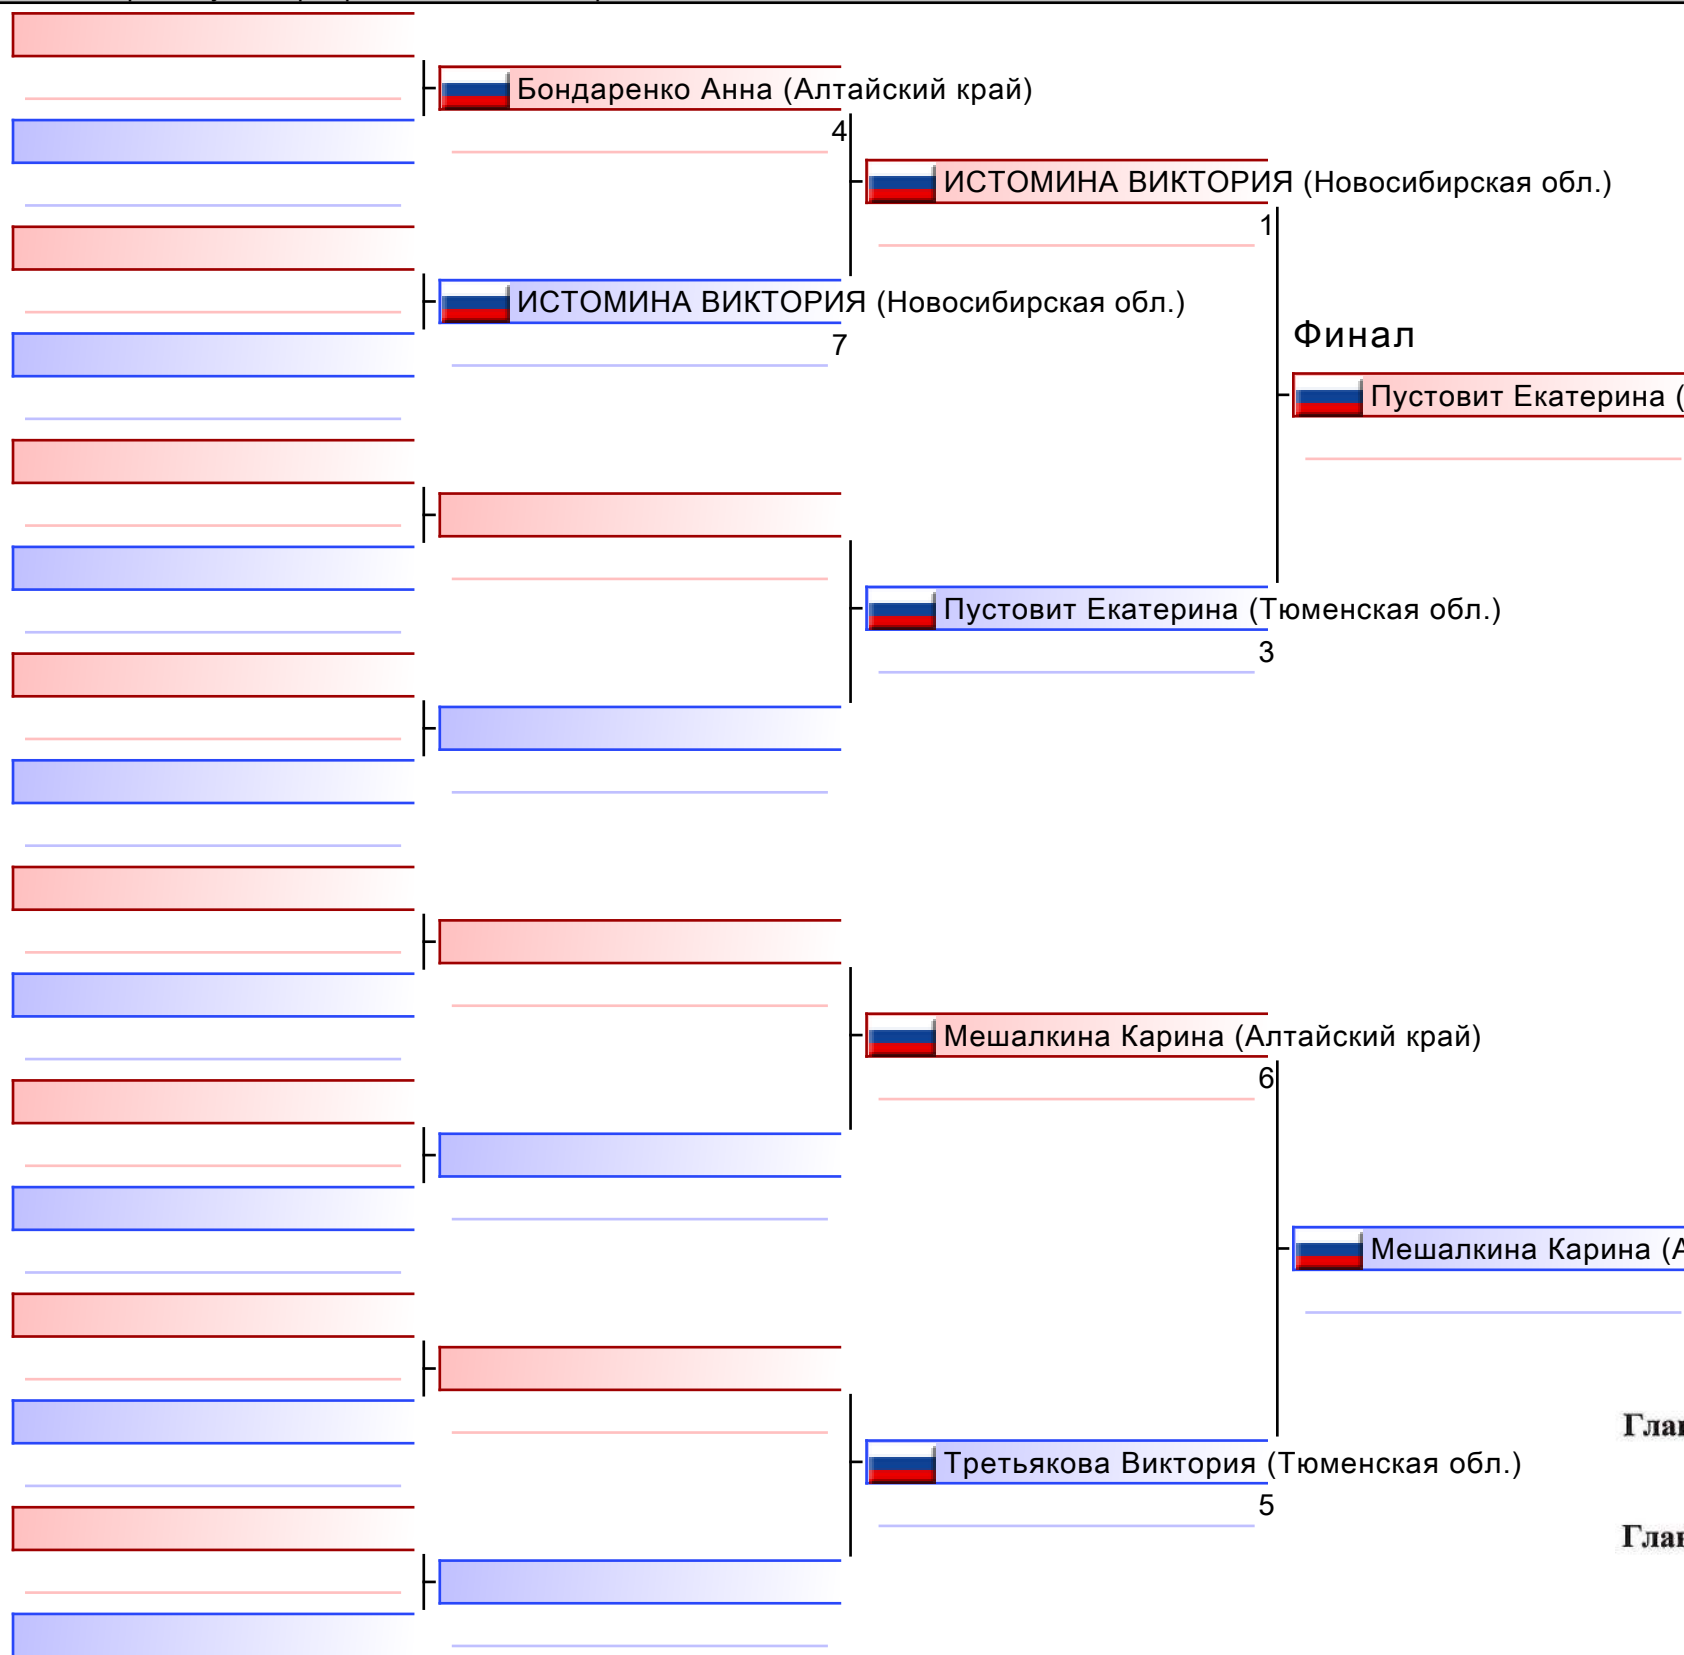 Бондаренко Анна (Алтайский край)
4
ИСТОМИНА ВИКТОРИЯ (Новосибирская обл.)
1
ИСТОМИНА ВИКТОРИЯ (Новосибирская обл.)
7
Финал
Пустовит Екатерина (
Пустовит Екатерина (Тюменская обл.)
3
Мешалкина Карина (Алтайский край)
6
Мешалкина Карина (А
Третьякова Виктория (Тюменская обл.)
5